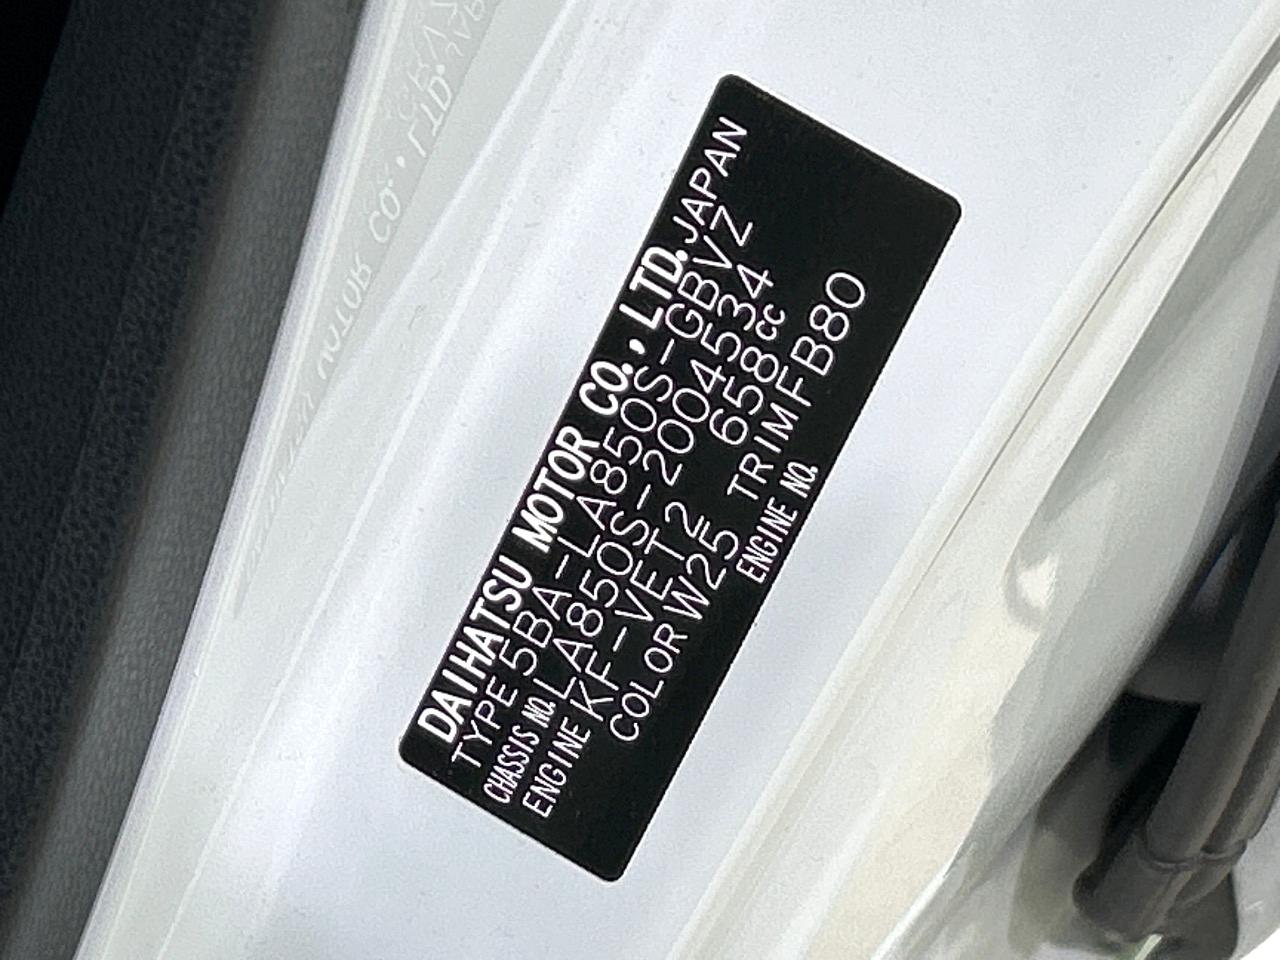 DAIHATSU MOTOR CO., LTD. JAPAN
TYPE 5BA-LA850S-GBVZ
CHASSIS NO. LA850S-2004534
ENGINE KF-VET2 658cc
COLOR W25 TRIM FB80
ENGINE NO.